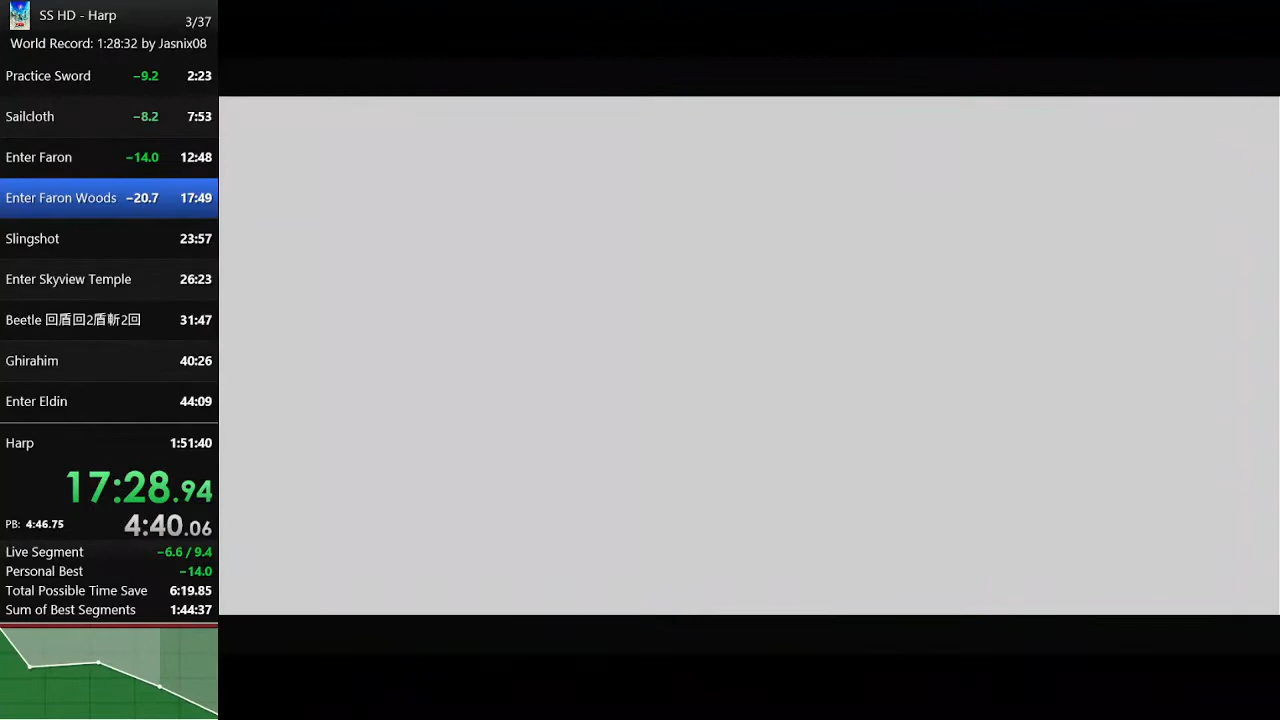 SS HD - Harp
3/37
World Record: 1:28:32 by Jasnix08
Practice Sword −9.2 2:23
Sailcloth −8.2 7:53
Enter Faron −14.0 12:48
Enter Faron Woods −20.7 17:49
Slingshot 23:57
Enter Skyview Temple 26:23
Beetle 回盾回2盾斬2回 31:47
Ghirahim 40:26
Enter Eldin 44:09
Harp 1:51:40
17:28.94
PB: 4:46.75 4:40.06
Live Segment −6.6 / 9.4
Personal Best −14.0
Total Possible Time Save 6:19.85
Sum of Best Segments 1:44:37